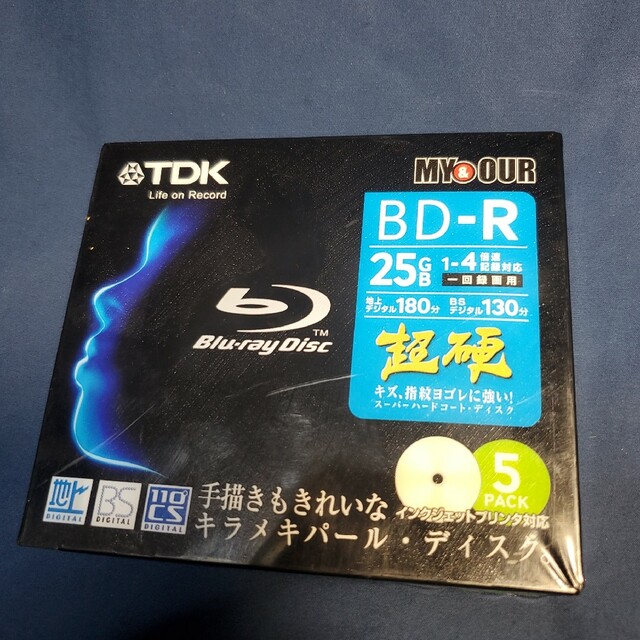 TDK
Life on Record
MY&OUR
BD-R
25GB
1-4倍速記録対応
一回録画用
地上デジタル180分
BSデジタル130分
超硬
キズ、指紋ヨゴレに強い!
スーパーハードコート・ディスク
Blu-ray Disc
TM
5
PACK
インクジェットプリンタ対応
地上
DIGITAL
BS
DIGITAL
110°
CS
DIGITAL
手描きもきれいな
キラメキパール・ディスク。